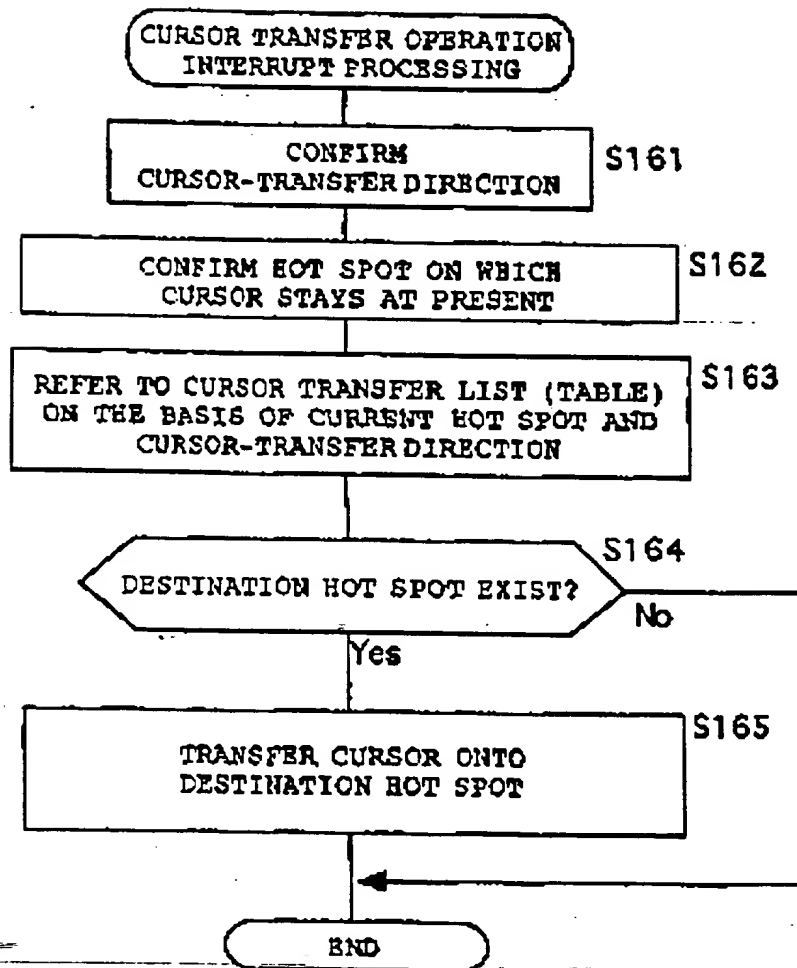 CURSOR TRANSFER OPERATION
INTERRUPT PROCESSING
CONFIRM
CURSOR-TRANSFER DIRECTION
S161
CONFIRM HOT SPOT ON WHICH
CURSOR STAYS AT PRESENT
S162
REFER TO CURSOR TRANSFER LIST (TABLE)
ON THE BASIS OF CURRENT HOT SPOT AND
CURSOR-TRANSFER DIRECTION
S163
S164
DESTINATION HOT SPOT EXIST?
No
Yes
TRANSFER CURSOR ONTO
DESTINATION HOT SPOT
S165
END